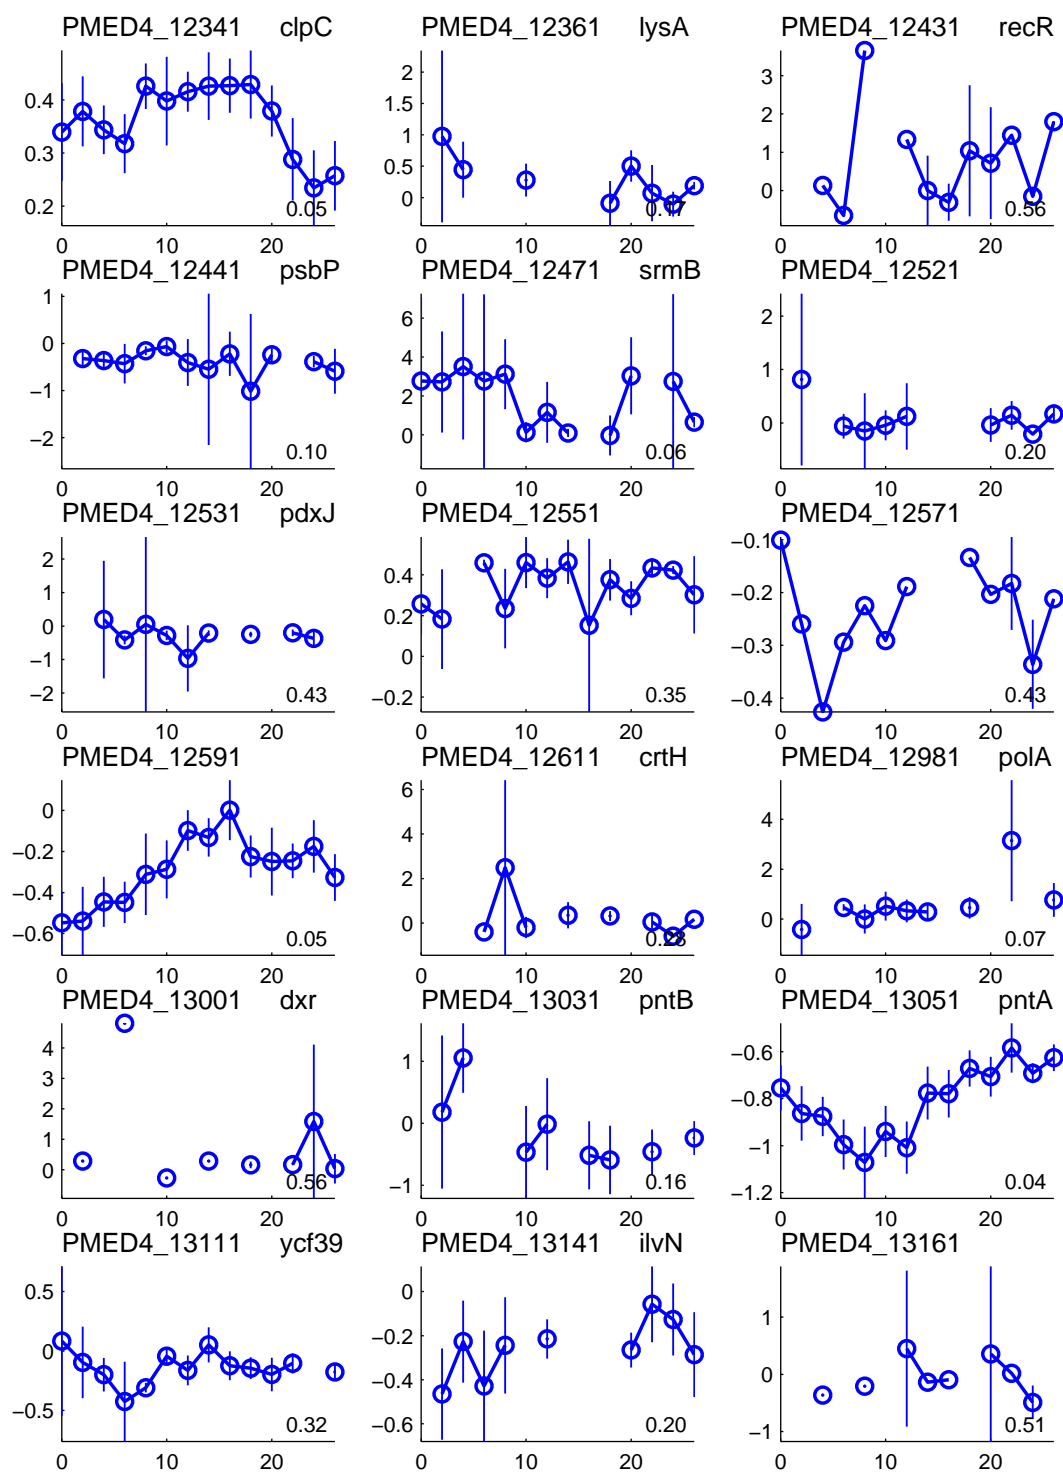 PMED4_12341 clpC PMED4_12361 lysA PMED4_12431 recR
0.4 0.3 0.2 0.05 0 10 20
2 1.5 1 0.5 0 0.17 0 10 20
3 2 1 0 0.56 0 10 20
PMED4_12441 psbP PMED4_12471 srmB PMED4_12521
1 0 −1 −2 0.10 0 10 20
6 4 2 0 0.06 0 10 20
2 1 0 0.20 0 10 20
PMED4_12531 pdxJ PMED4_12551 PMED4_12571
2 1 0 −1 −2 0.43 0 10 20
0.4 0.2 0 −0.2 0.35 0 10 20
−0.1 −0.2 −0.3 −0.4 0.43 0 10 20
PMED4_12591 PMED4_12611 crtH PMED4_12981 polA
0 −0.2 −0.4 −0.6 0.05 0 10 20
6 4 2 0 0 10 20
4 2 0 0.07 0 10 20
PMED4_13001 dxr PMED4_13031 pntB PMED4_13051 pntA
4 3 2 1 0 0.56 0 10 20
1 0 −1 0.16 0 10 20
−0.6 −0.8 −1 −1.2 0.04 0 10 20
PMED4_13111 ycf39 PMED4_13141 ilvN PMED4_13161
0.5 0 −0.5 0.32 0 10 20
0 −0.2 −0.4 −0.6 0.20 0 10 20
1 0 −1 0.51 0 10 20